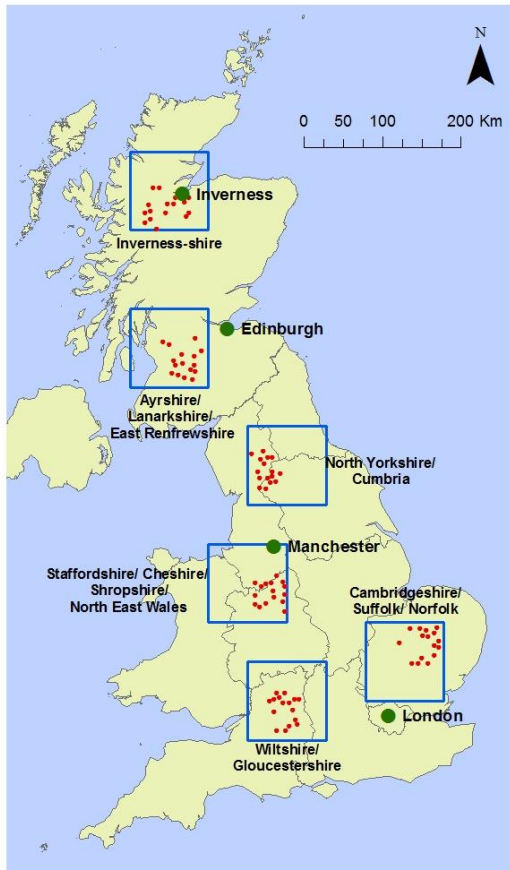 N
0 50 100 200 Km
Inverness
Inverness-shire
Edinburgh
Ayrshire/
Lanarkshire/
East Renfrewshire
North Yorkshire/
Cumbria
Manchester
Staffordshire/ Cheshire/
Shropshire/
North East Wales
Cambridgeshire/
Suffolk/ Norfolk
London
Wiltshire/
Gloucestershire